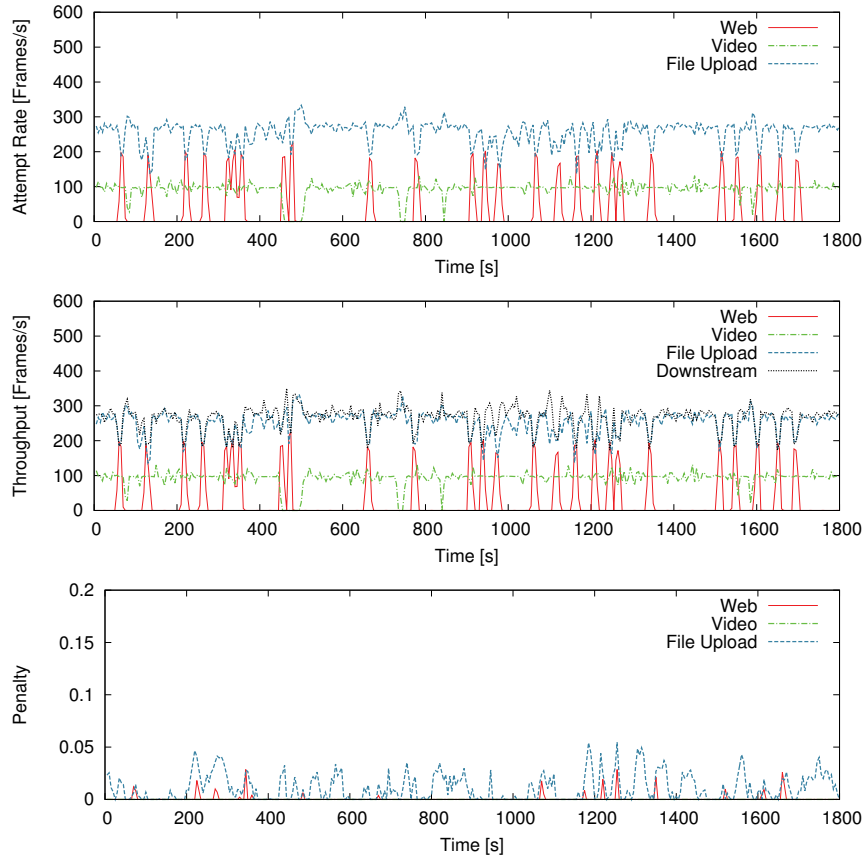 600
500
400
300
200
100
0
Attempt Rate [Frames/s]
Web
Video
File Upload
0 200 400 600 800 1000 1200 1400 1600 1800
Time [s]
600
500
400
300
200
100
0
Throughput [Frames/s]
Web
Video
File Upload
Downstream
0 200 400 600 800 1000 1200 1400 1600 1800
Time [s]
0.2
0.15
0.1
0.05
0
Penalty
Web
Video
File Upload
0 200 400 600 800 1000 1200 1400 1600 1800
Time [s]